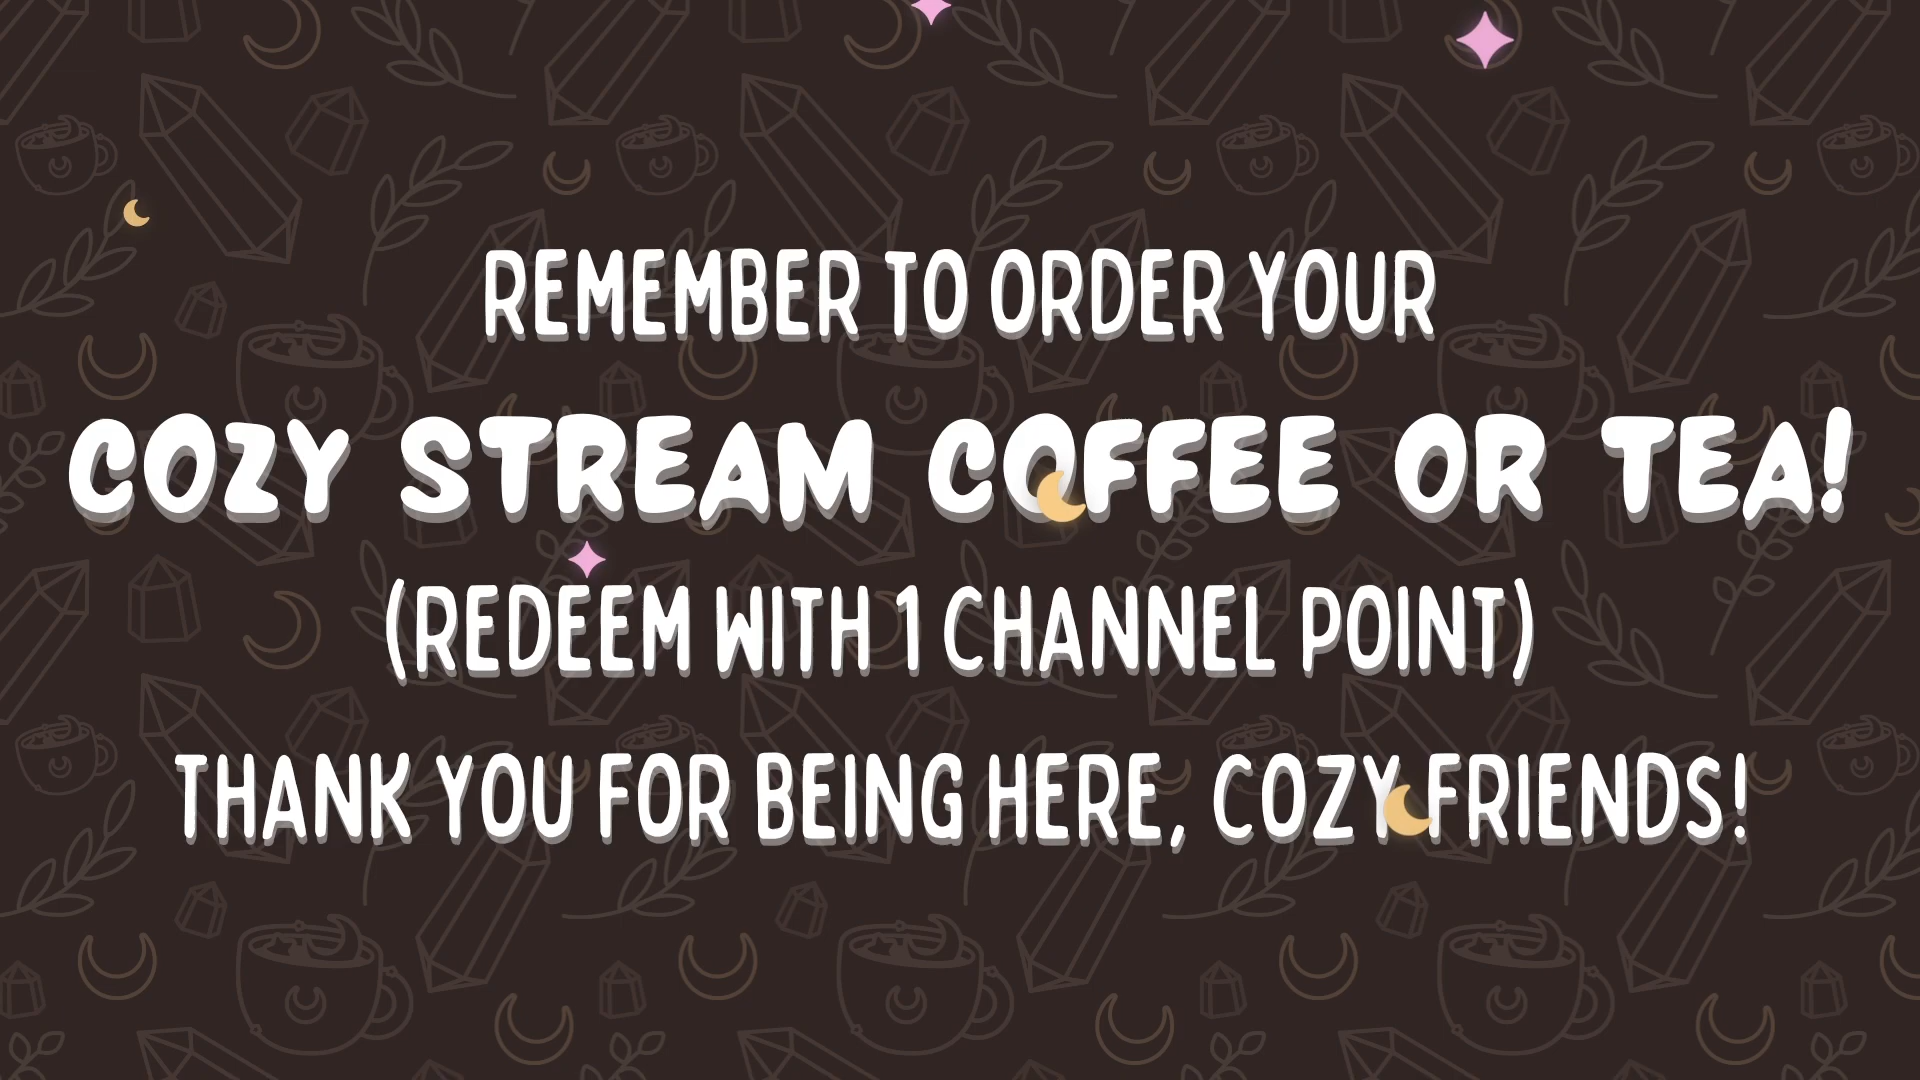 REMEMBER TO ORDER YOUR
COZY STREAM COFFEE OR TEA!
(REDEEM WITH 1 CHANNEL POINT)
THANK YOU FOR BEING HERE, COZY FRIENDS!